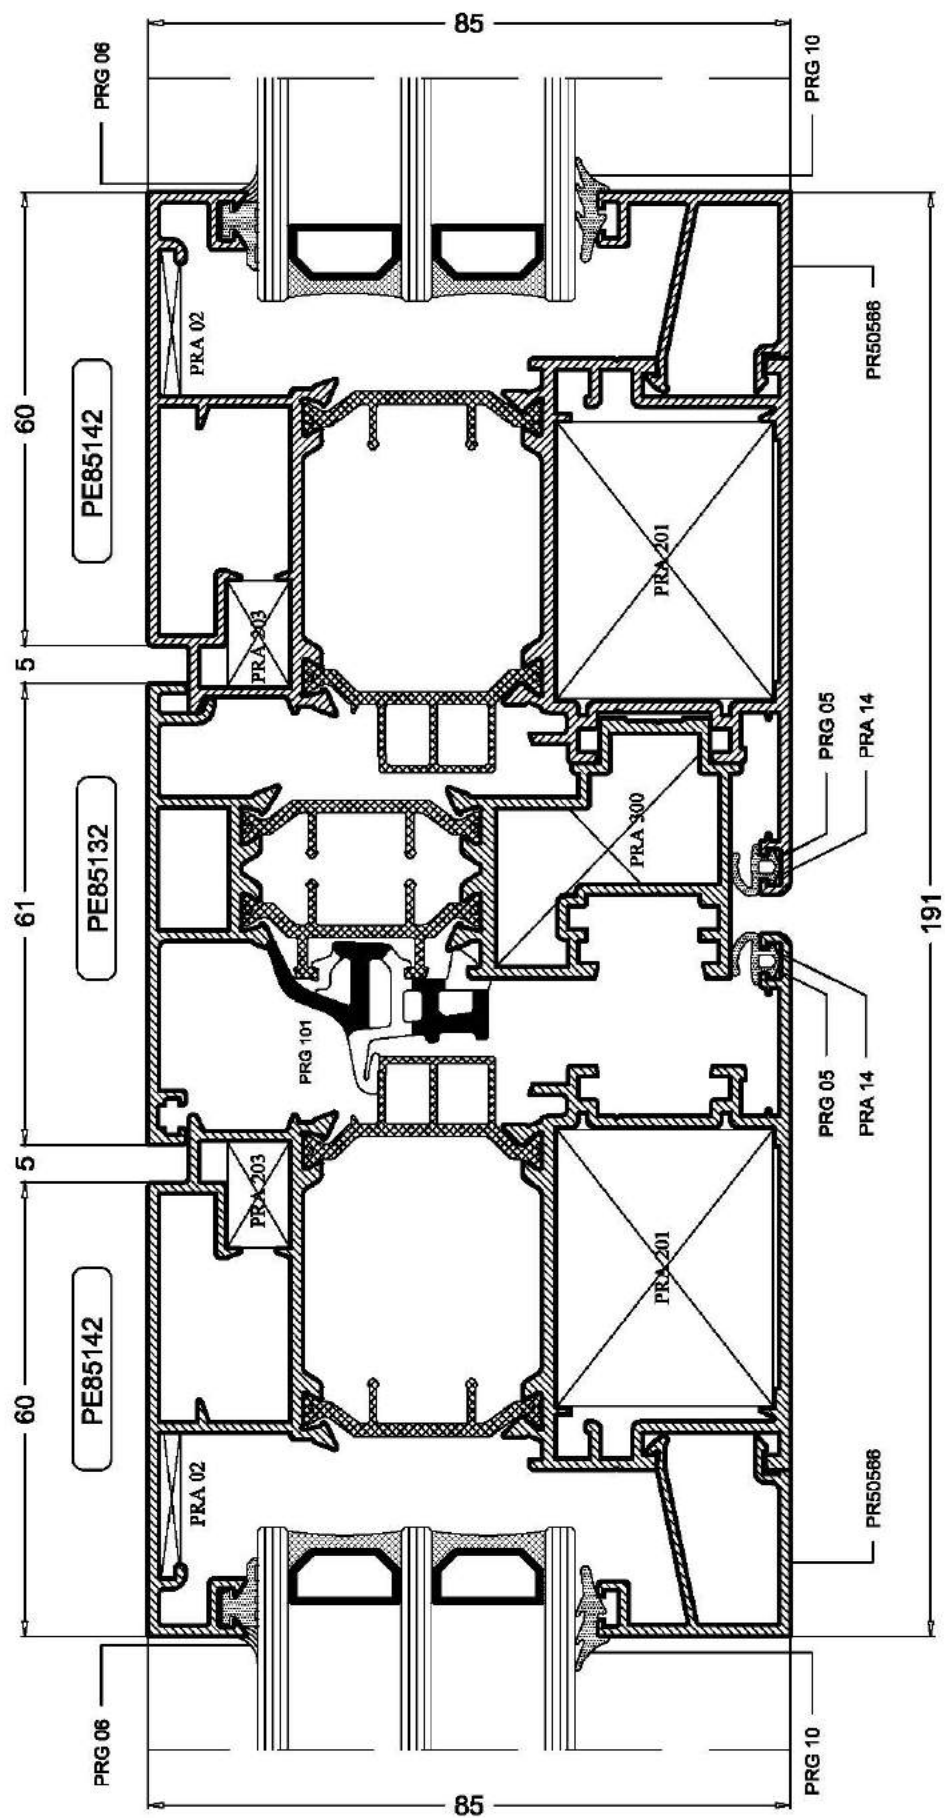 85
PRG 06
PRG 10
60
PE85142
PRA 02
PR50566
PRA 201
PRA 203
5
PRG 05
PRA 14
PRA 300
PE85132
61
191
PRG 101
PRG 05
PRA 14
5
PRA 203
PRA 201
60
PE85142
PRA 02
PR50566
PRG 06
PRG 10
85